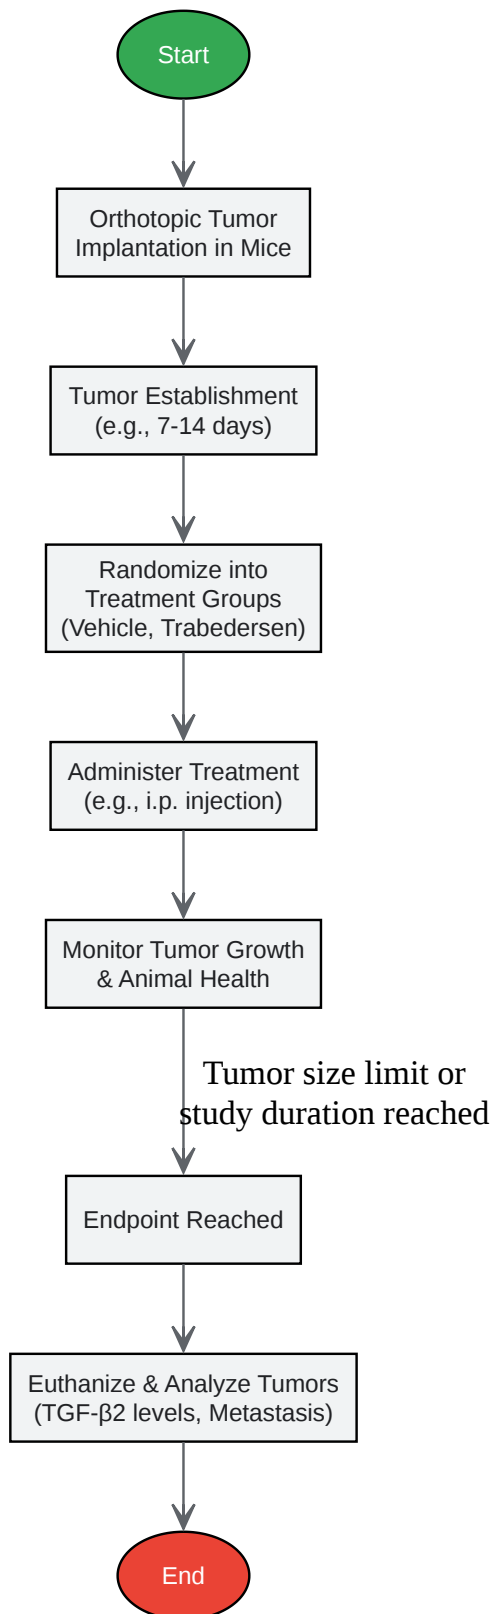 Start
Orthotopic Tumor
Implantation in Mice
Tumor Establishment
(e.g., 7-14 days)
Randomize into
Treatment Groups
(Vehicle, Trabedersen)
Administer Treatment
(e.g., i.p. injection)
Monitor Tumor Growth
& Animal Health
Tumor size limit or
study duration reached
Endpoint Reached
Euthanize & Analyze Tumors
(TGF-β2 levels, Metastasis)
End